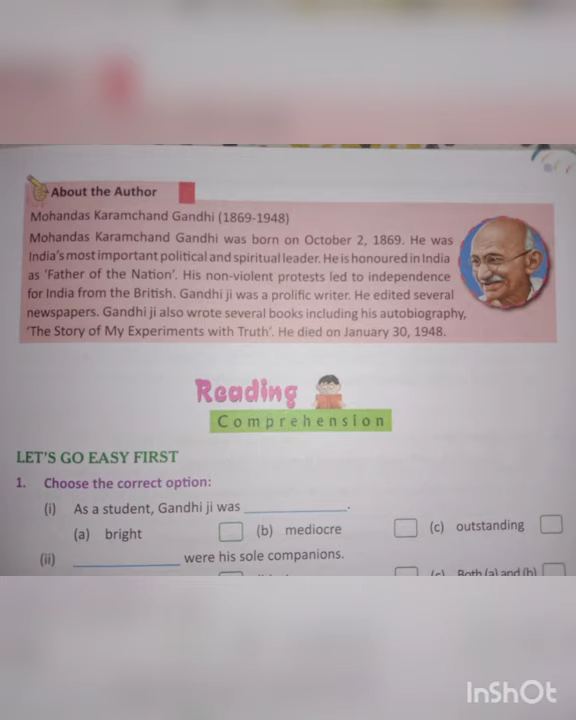 About the Author
Mohandas Karamchand Gandhi (1869-1948)
Mohandas Karamchand Gandhi was born on October 2, 1869. He was
India's most important political and spiritual leader. He is honoured in India
as 'Father of the Nation'. His non-violent protests led to independence
for India from the British. Gandhi ji was a prolific writer. He edited several
newspapers. Gandhi ji also wrote several books including his autobiography,
'The Story of My Experiments with Truth'. He died on January 30, 1948.
Reading
Comprehension
LET'S GO EASY FIRST
1. Choose the correct option:
(i) As a student, Gandhi ji was ____________.
(a) bright (b) mediocre (c) outstanding
(ii) ____________ were his sole companions.
(c) Both (a) and (b)
InShOt